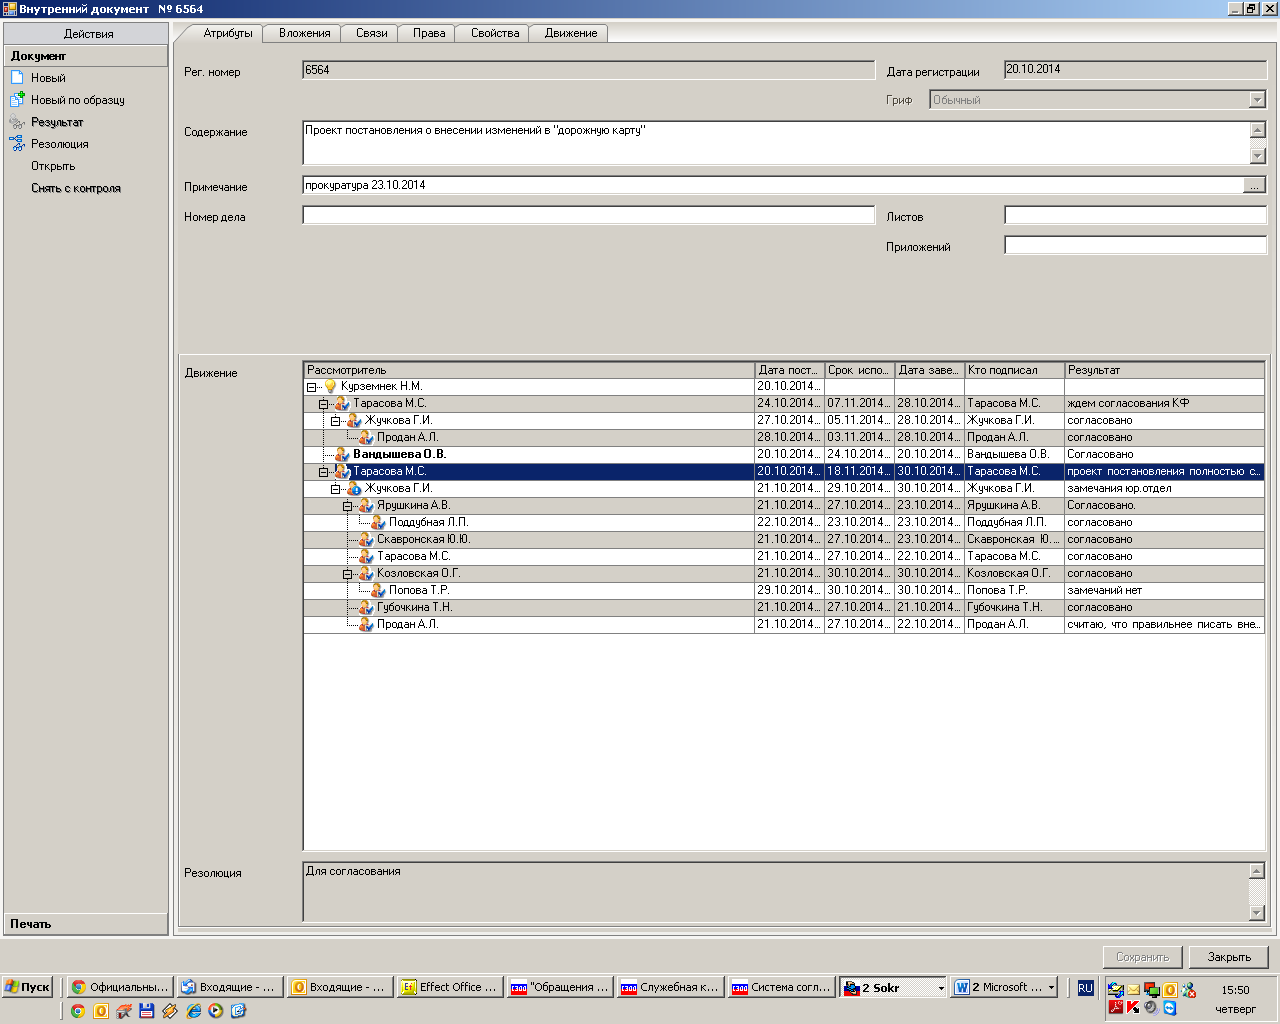 Внутренний документ № 6564
Действия
Документ
Новый
Новый по образцу
Результат
Резолюция
Открыть
Снять с контроля
Печать
Атрибуты Вложения Связи Права Свойства Движение
Рег. номер 6564 Дата регистрации 20.10.2014
Гриф Обычный
Содержание Проект постановления о внесении изменений в "дорожную карту"
Примечание прокуратура 23.10.2014 ...
Номер дела Листов
Приложений
Движение
Рассмотритель Дата пост... Срок испо... Дата заве... Кто подписал Результат
Курземнек Н.М. 20.10.2014...
Тарасова М.С. 24.10.2014... 07.11.2014... 28.10.2014... Тарасова М.С. ждем согласования КФ
Жучкова Г.И. 27.10.2014... 05.11.2014... 28.10.2014... Жучкова Г.И. согласовано
Продан А.Л. 28.10.2014... 03.11.2014... 28.10.2014... Продан А.Л. согласовано
Вандышева О.В. 20.10.2014... 24.10.2014... 20.10.2014... Вандышева О.В. Согласовано
Тарасова М.С. 20.10.2014... 18.11.2014... 30.10.2014... Тарасова М.С. проект постановления полностью с...
Жучкова Г.И. 21.10.2014... 29.10.2014... 30.10.2014... Жучкова Г.И. замечания юр.отдел
Ярушкина А.В. 21.10.2014... 27.10.2014... 23.10.2014... Ярушкина А.В. Согласовано.
Поддубная Л.П. 22.10.2014... 23.10.2014... 23.10.2014... Поддубная Л.П. согласовано
Скавронская Ю.Ю. 21.10.2014... 27.10.2014... 23.10.2014... Скавронская Ю.... согласовано
Тарасова М.С. 21.10.2014... 27.10.2014... 22.10.2014... Тарасова М.С. согласовано
Козловская О.Г. 21.10.2014... 30.10.2014... 30.10.2014... Козловская О.Г. согласовано
Попова Т.Р. 29.10.2014... 30.10.2014... 30.10.2014... Попова Т.Р. замечаний нет
Губочкина Т.Н. 21.10.2014... 27.10.2014... 21.10.2014... Губочкина Т.Н. согласовано
Продан А.Л. 21.10.2014... 27.10.2014... 22.10.2014... Продан А.Л. считаю, что правильнее писать вне...
Резолюция Для согласования
Сохранить Закрыть
Пуск Официальны... Входящие - ... Входящие - ... Effect Office ... "Обращения ... Служебная к... Система согл... 2 Sokr 2 Microsoft ... RU 15:50
четверг